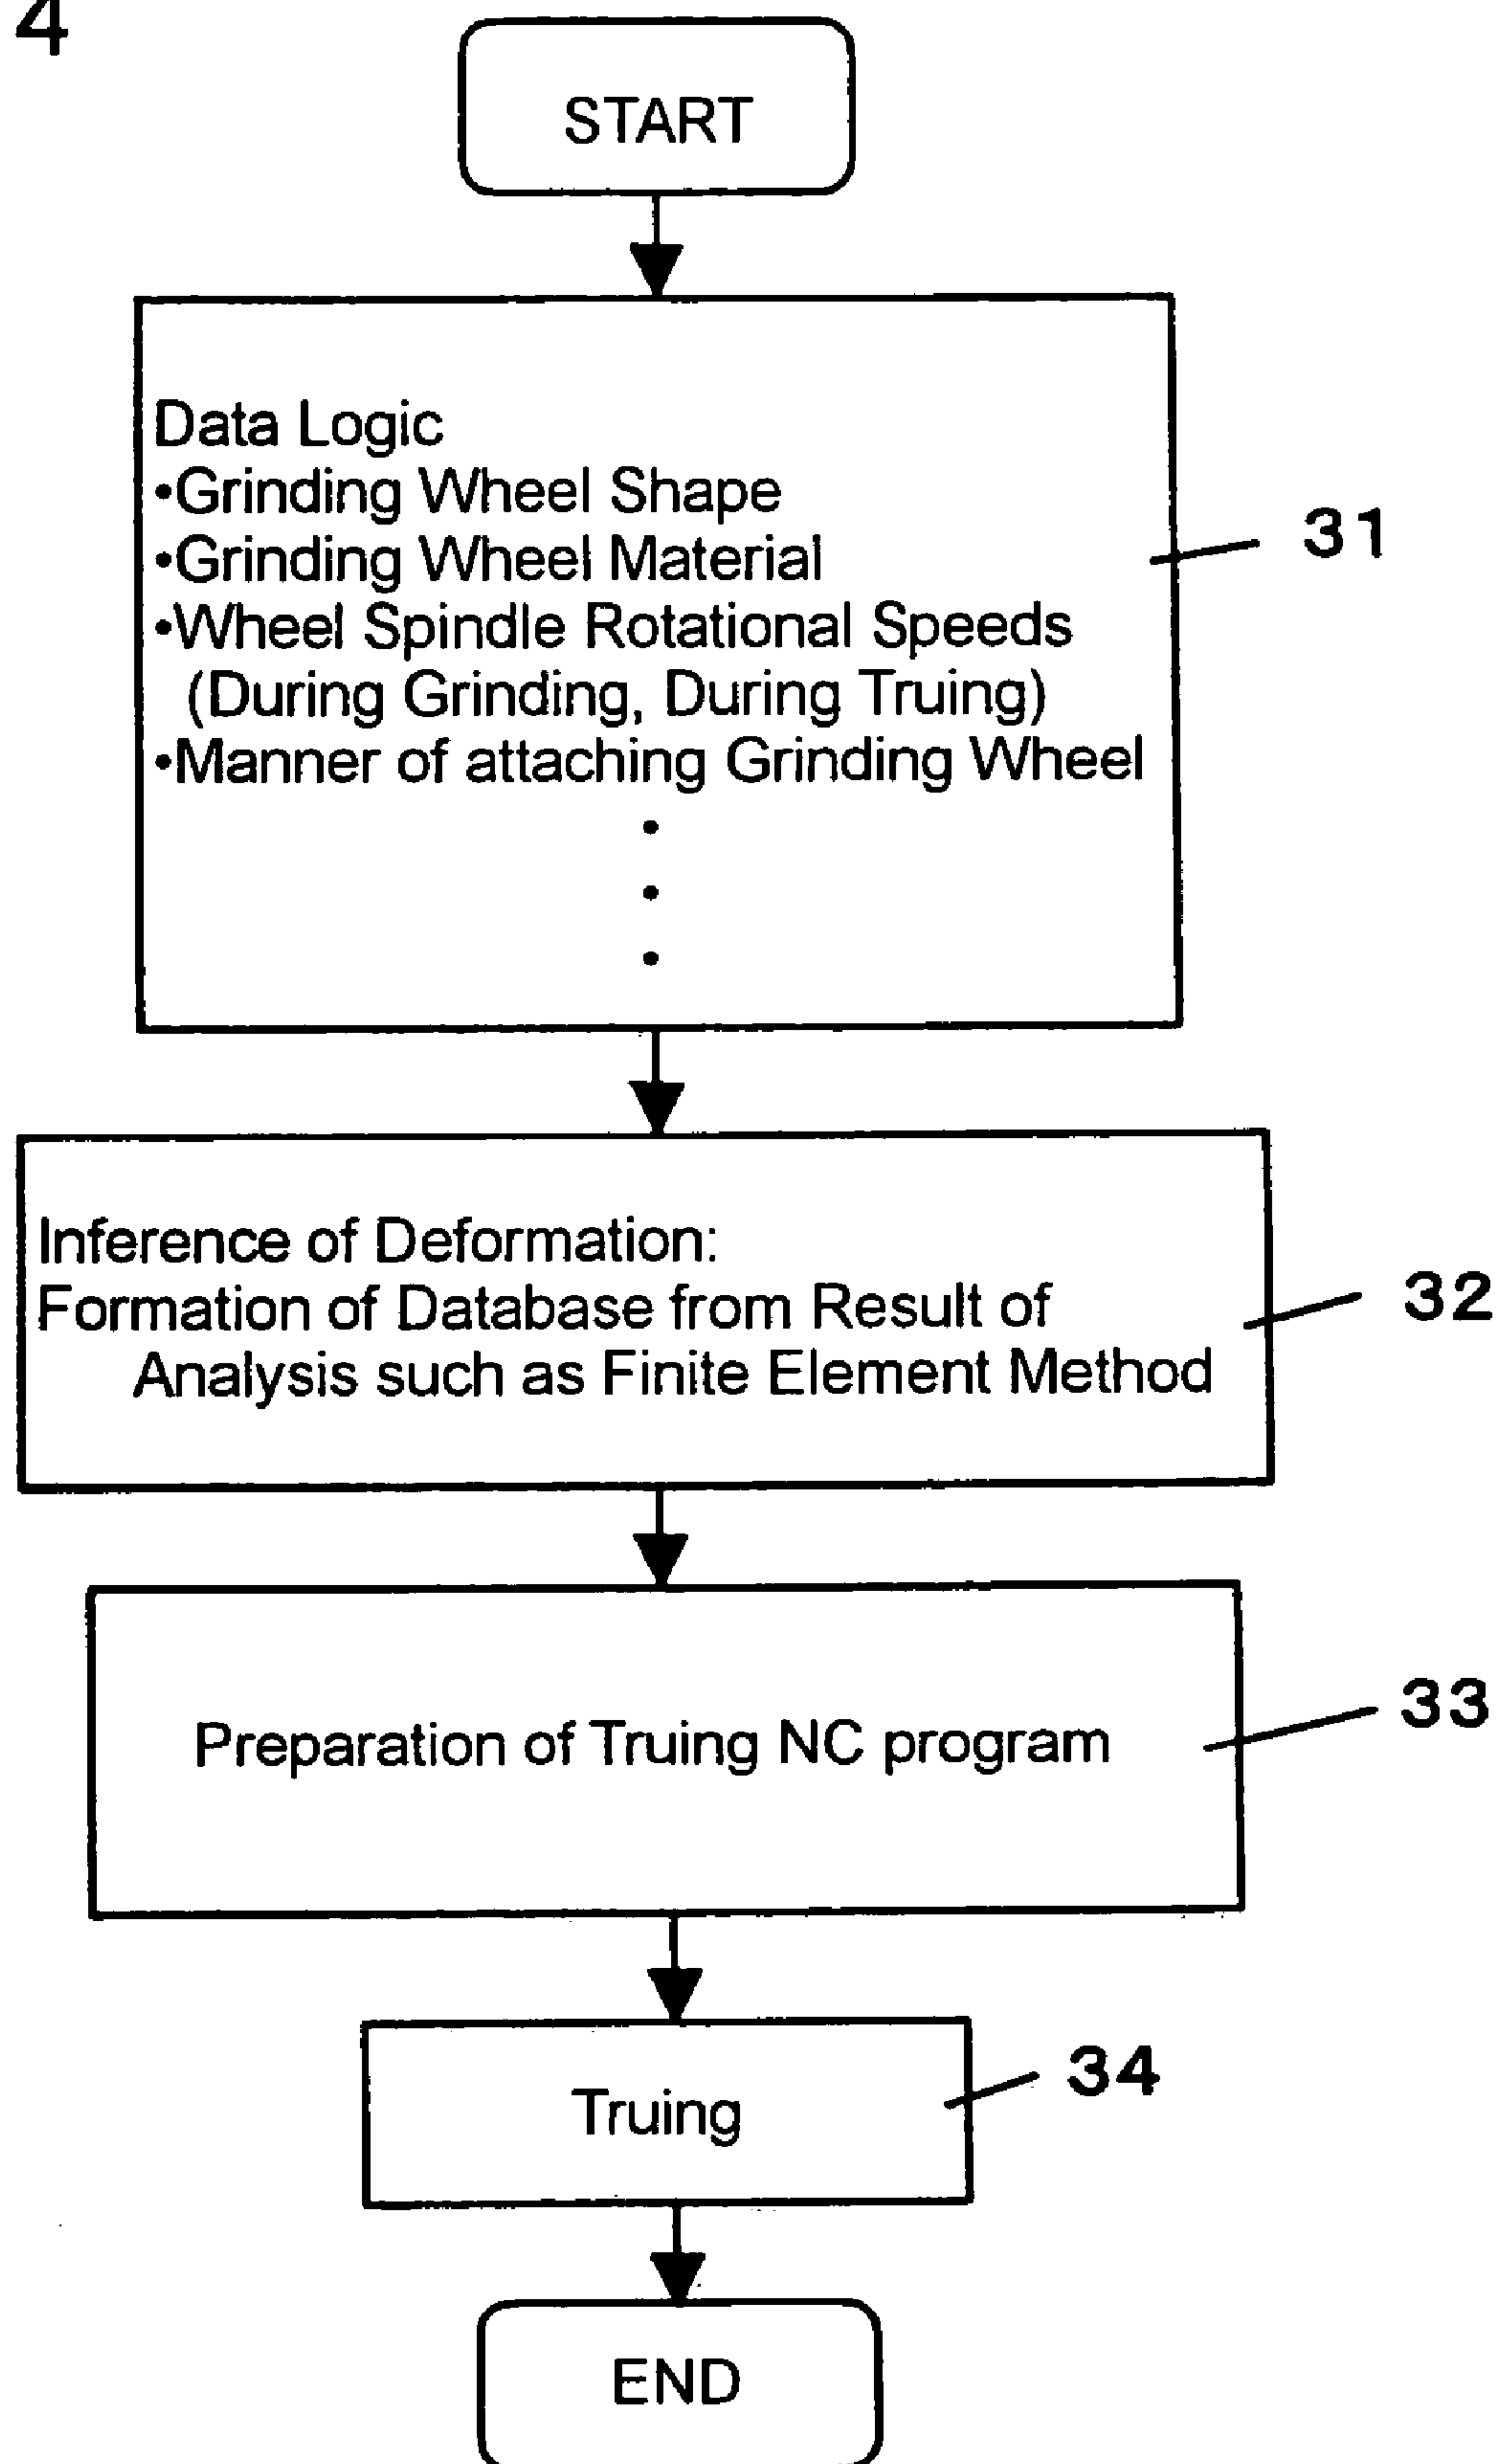 4
START
Data Logic
•Grinding Wheel Shape
•Grinding Wheel Material
•Wheel Spindle Rotational Speeds
(During Grinding, During Truing)
•Manner of attaching Grinding Wheel
31
Inference of Deformation:
Formation of Database from Result of
Analysis such as Finite Element Method
32
Preparation of Truing NC program
33
Truing
34
END